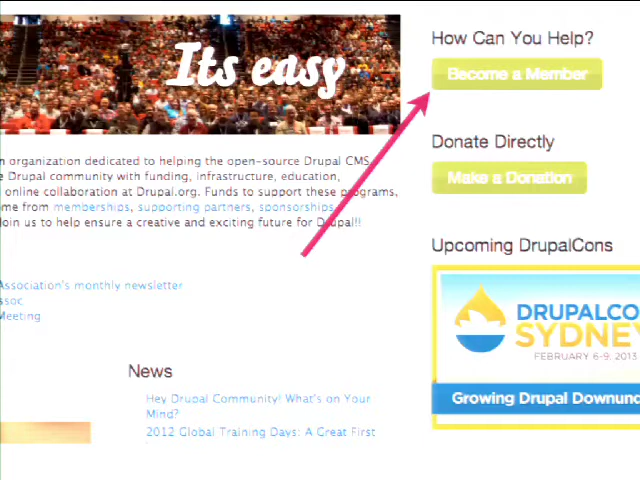 Its easy
n organization dedicated to helping the open-source Drupal CMS,
e Drupal community with funding, infrastructure, education,
online collaboration at Drupal.org. Funds to support these programs,
me from memberships, supporting partners, sponsorships,
oin us to help ensure a creative and exciting future for Drupal!!
Association's monthly newsletter
ssoc
Meeting
News
Hey Drupal Community! What's on Your
Mind?
2012 Global Training Days: A Great First
How Can You Help?
Become a Member
Donate Directly
Make a Donation
Upcoming DrupalCons
DRUPALCO
SYDNEY
FEBRUARY 6-9, 2013
Growing Drupal Downund